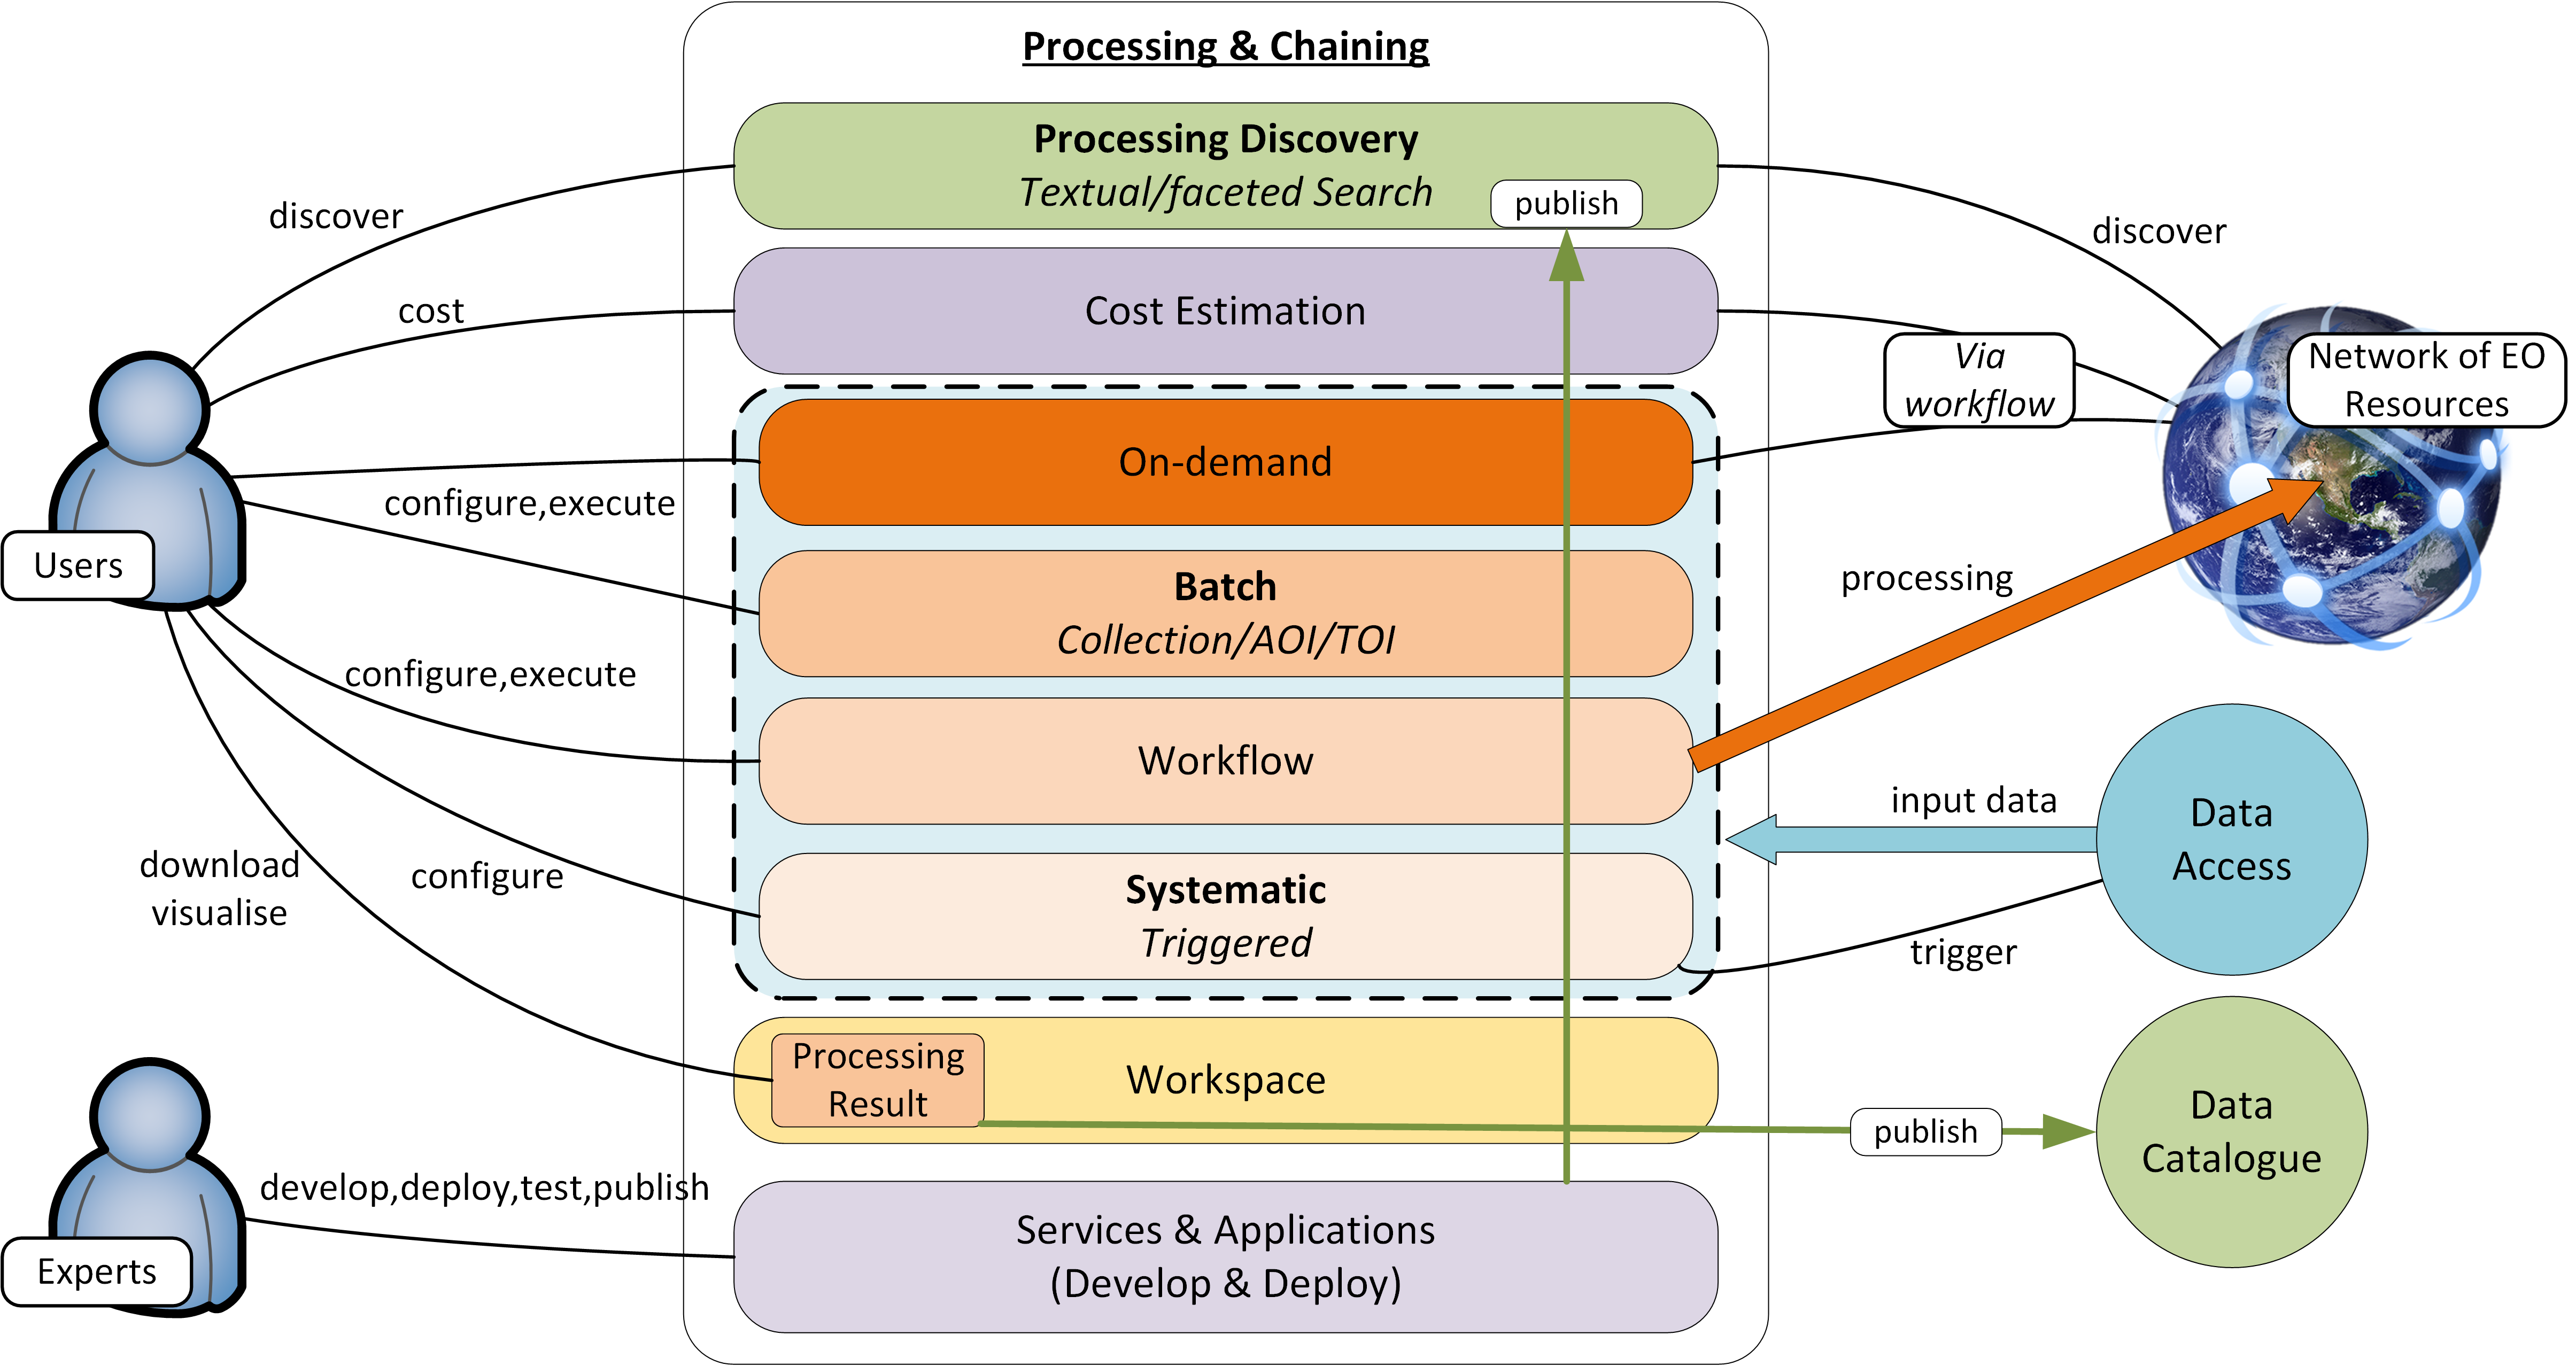 Processing & Chaining
Processing Discovery
Textual/faceted Search
publish
discover
discover
cost
Cost Estimation
Via
workflow
Network of EO
Resources
On-demand
configure,execute
Users
Batch
Collection/AOI/TOI
processing
configure,execute
Workflow
input data
Data
Access
download
visualise
configure
Systematic
Triggered
trigger
Processing
Result
Workspace
publish
Data
Catalogue
develop,deploy,test,publish
Experts
Services & Applications
(Develop & Deploy)